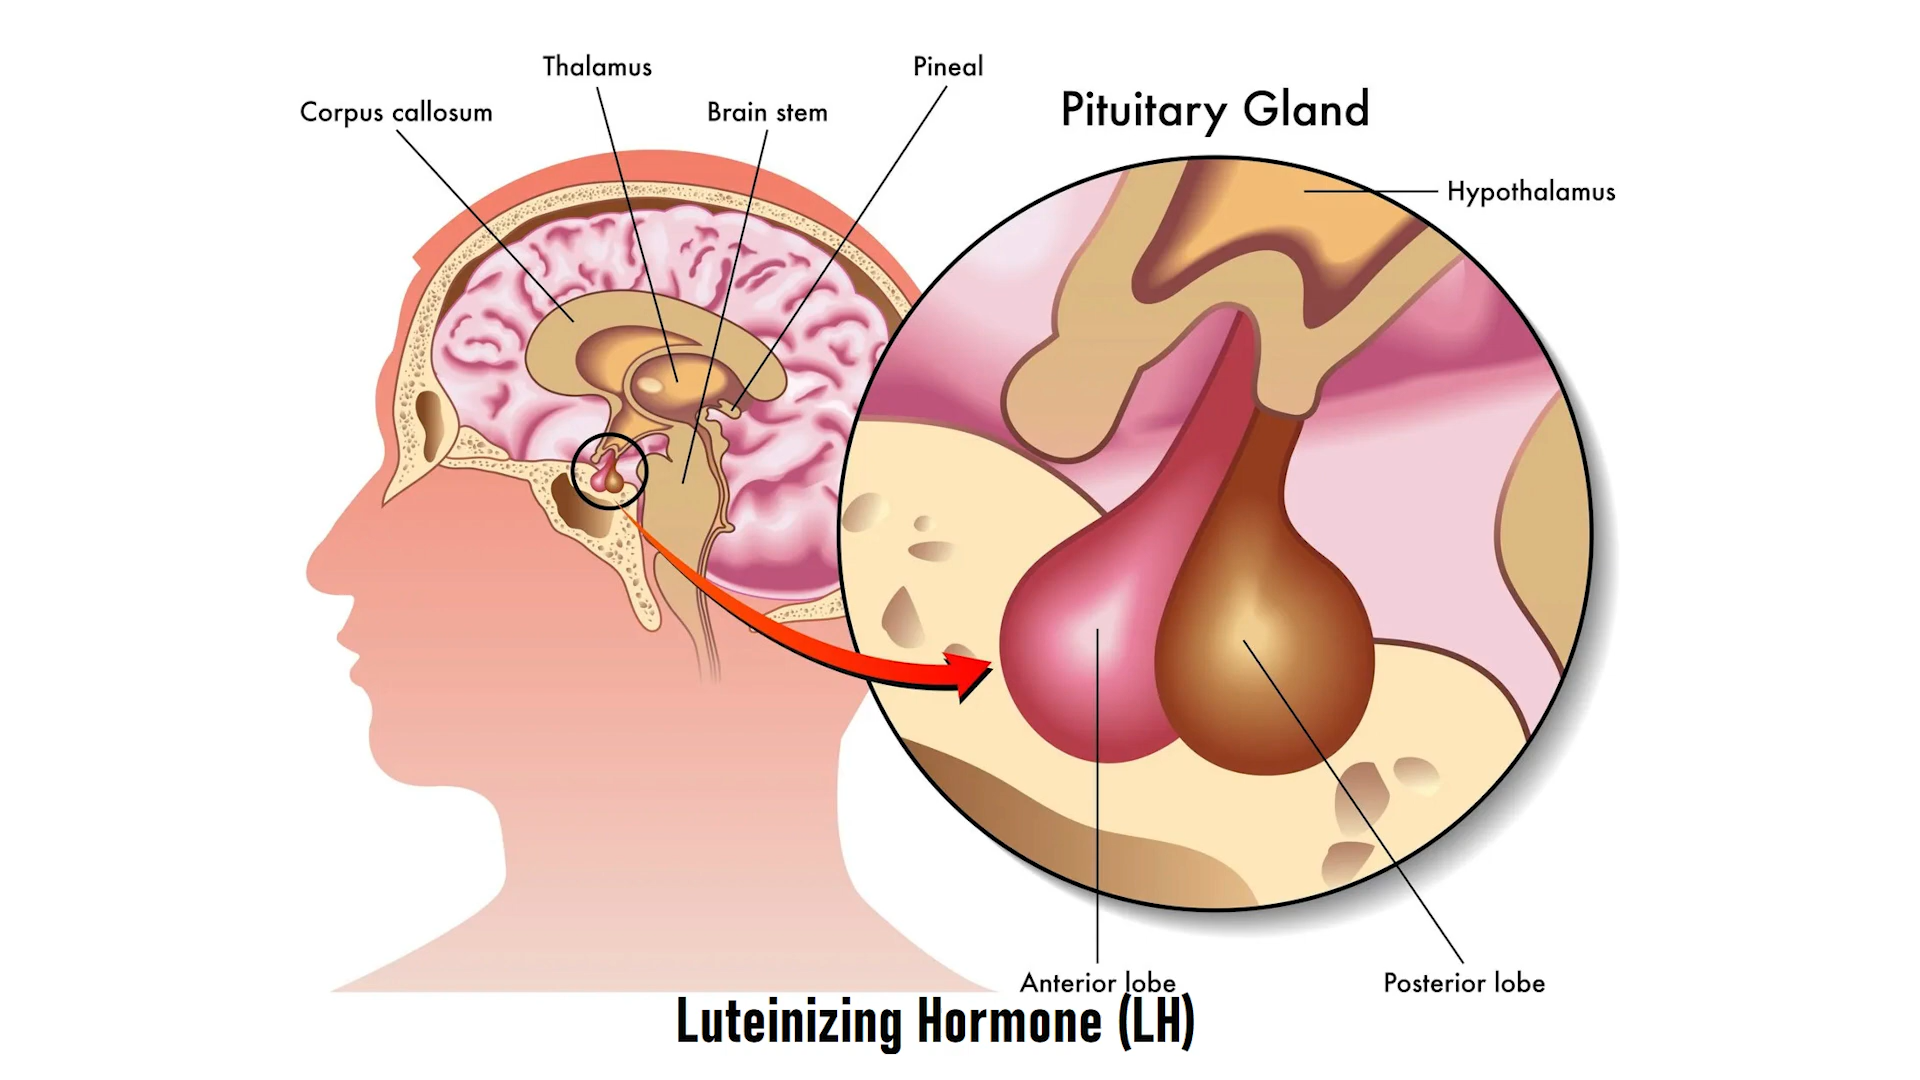 Thalamus
Pineal
Corpus callosum
Brain stem
Pituitary Gland
Hypothalamus
Anterior lobe
Posterior lobe
Luteinizing Hormone (LH)